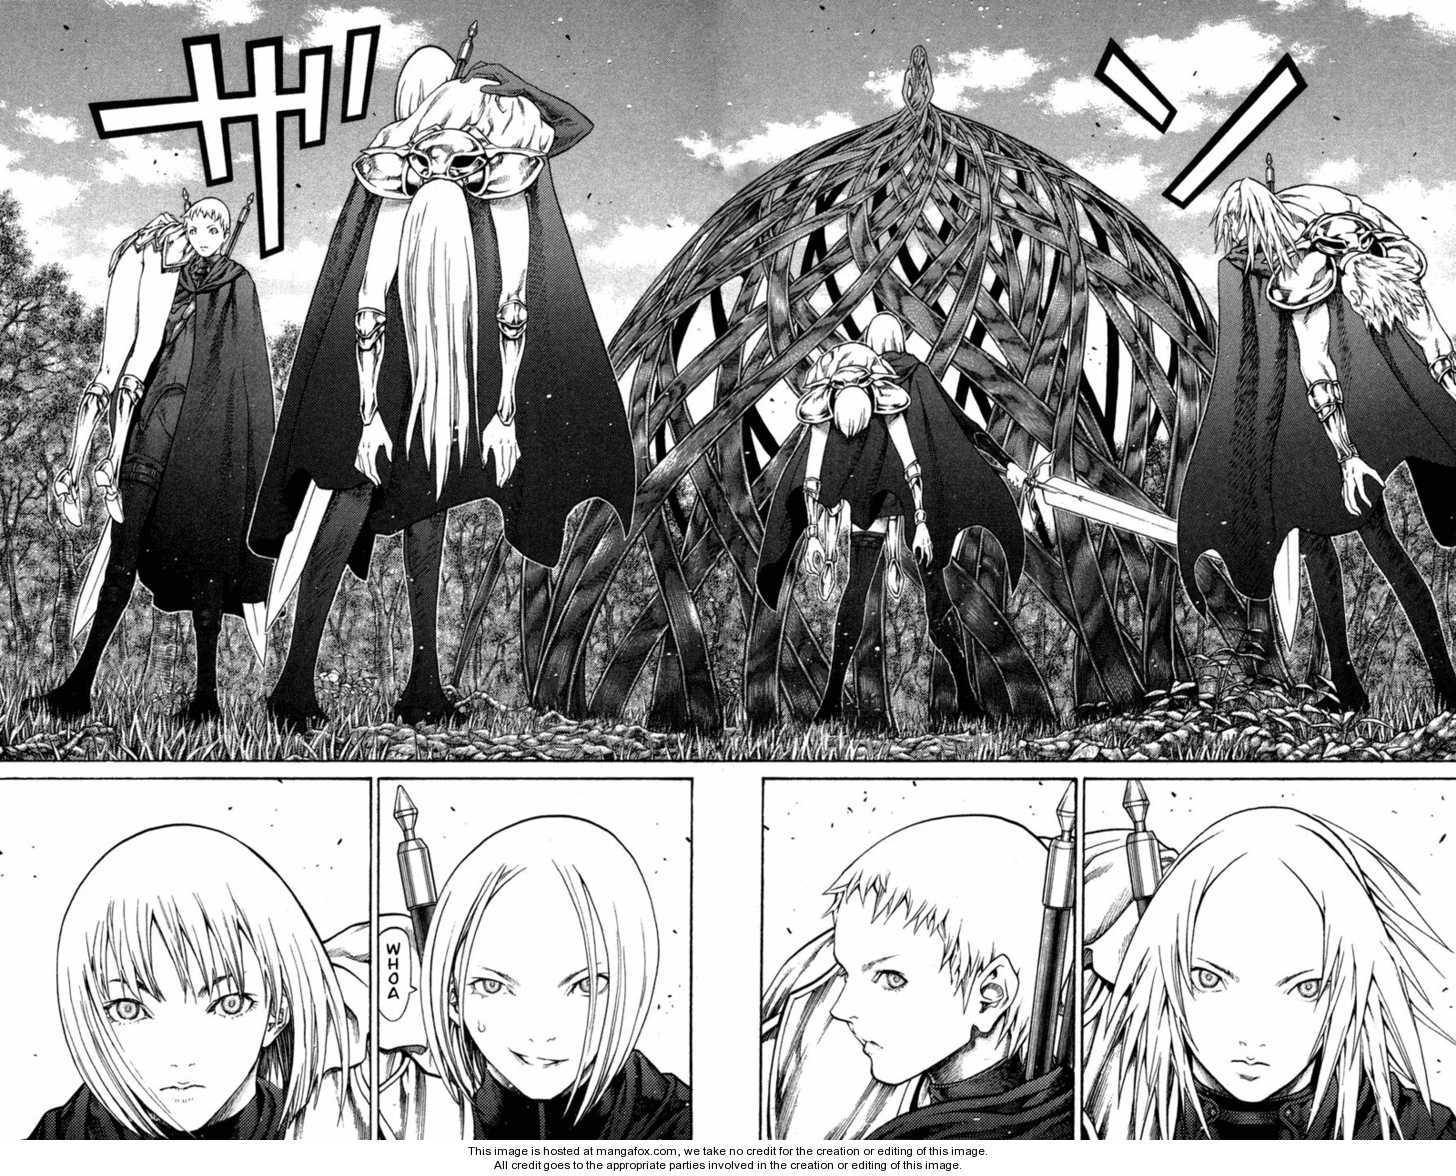 ザン
WHOA
This image is hosted at mangafox.com, we take no credit for the creation or editing of this image.
All credit goes to the appropriate parties involved in the creation or editing of this image.